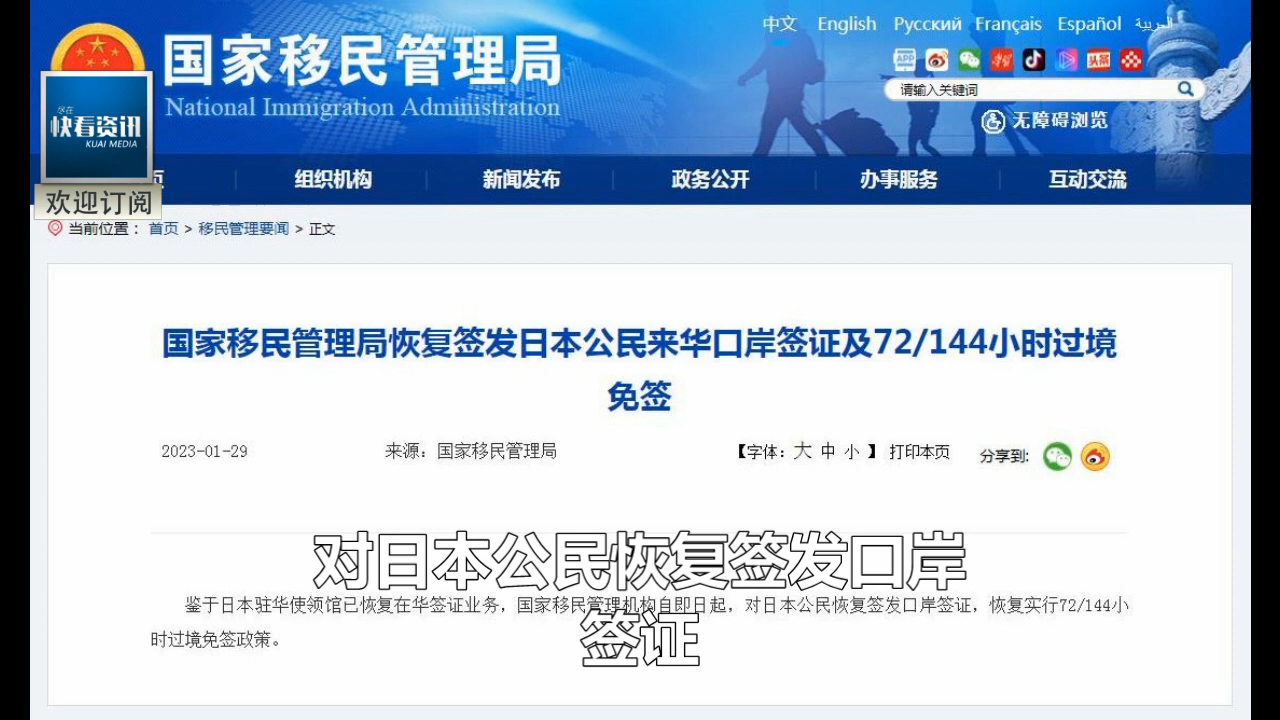 中文 English Русский Français Español العربية
国家移民管理局
National Immigration Administration
APP
头条
请输入关键词
无障碍浏览
尽在
快看资讯
KUAI MEDIA
欢迎订阅
页 组织机构 新闻发布 政务公开 办事服务 互动交流
当前位置： 首页 > 移民管理要闻 > 正文
国家移民管理局恢复签发日本公民来华口岸签证及72/144小时过境
免签
2023-01-29 来源：国家移民管理局 【字体：大 中 小 】 打印本页 分享到:
对日本公民恢复签发口岸
签证
鉴于日本驻华使领馆已恢复在华签证业务，国家移民管理机构自即日起，对日本公民恢复签发口岸签证，恢复实行72/144小
时过境免签政策。